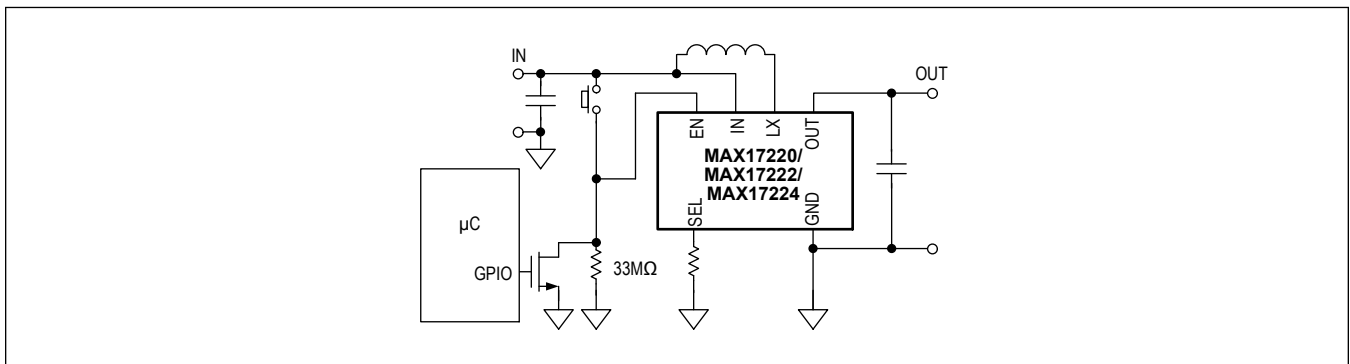 IN
OUT
EN
IN
LX
OUT
MAX17220/
MAX17222/
MAX17224
SEL
GND
µC
GPIO
33MΩ